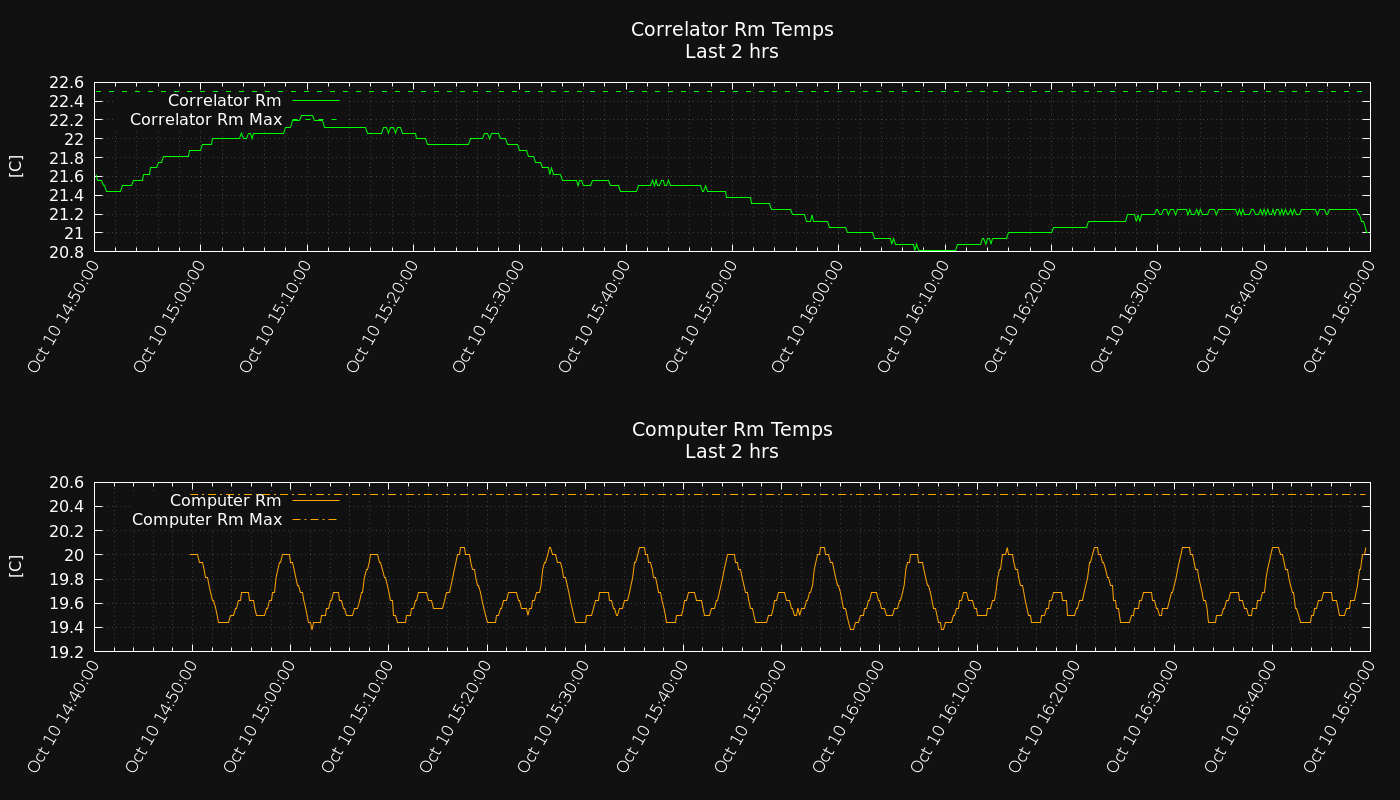 Correlator Rm Temps
Last 2 hrs
22.6
22.4
22.2
22
21.8
21.6
21.4
21.2
21
20.8
[C]
Correlator Rm
Correlator Rm Max
Oct 10 14:50:00
Oct 10 15:00:00
Oct 10 15:10:00
Oct 10 15:20:00
Oct 10 15:30:00
Oct 10 15:40:00
Oct 10 15:50:00
Oct 10 16:00:00
Oct 10 16:10:00
Oct 10 16:20:00
Oct 10 16:30:00
Oct 10 16:40:00
Oct 10 16:50:00
Computer Rm Temps
Last 2 hrs
20.6
20.4
20.2
20
19.8
19.6
19.4
19.2
[C]
Computer Rm
Computer Rm Max
Oct 10 14:40:00
Oct 10 14:50:00
Oct 10 15:00:00
Oct 10 15:10:00
Oct 10 15:20:00
Oct 10 15:30:00
Oct 10 15:40:00
Oct 10 15:50:00
Oct 10 16:00:00
Oct 10 16:10:00
Oct 10 16:20:00
Oct 10 16:30:00
Oct 10 16:40:00
Oct 10 16:50:00